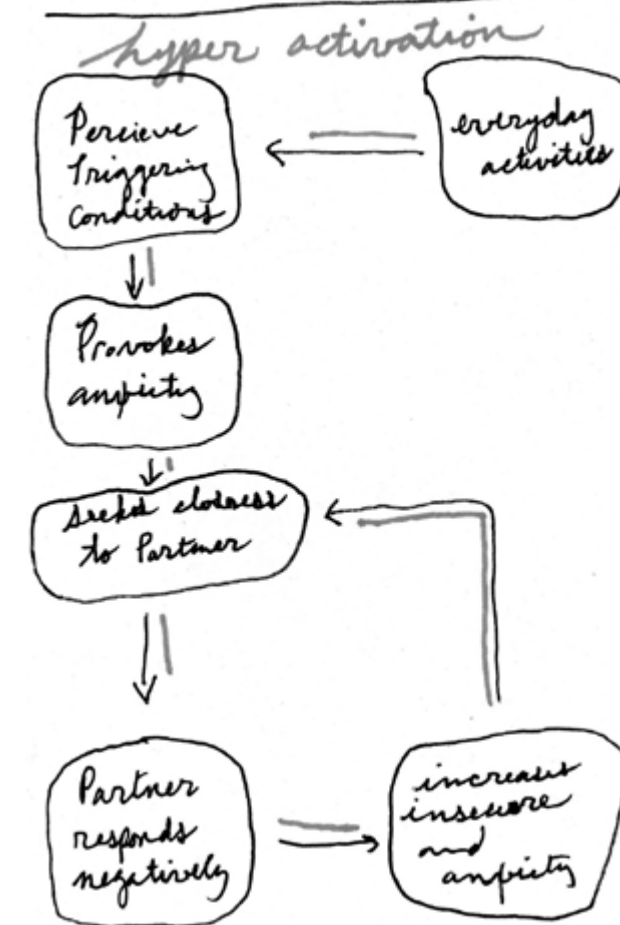 hyper activation
Percieve
Triggering
conditions
everyday
activities
Provokes
anxiety
seeks closness
to Partner
Partner
responds
negatively
increases
insecure
and
anxiety